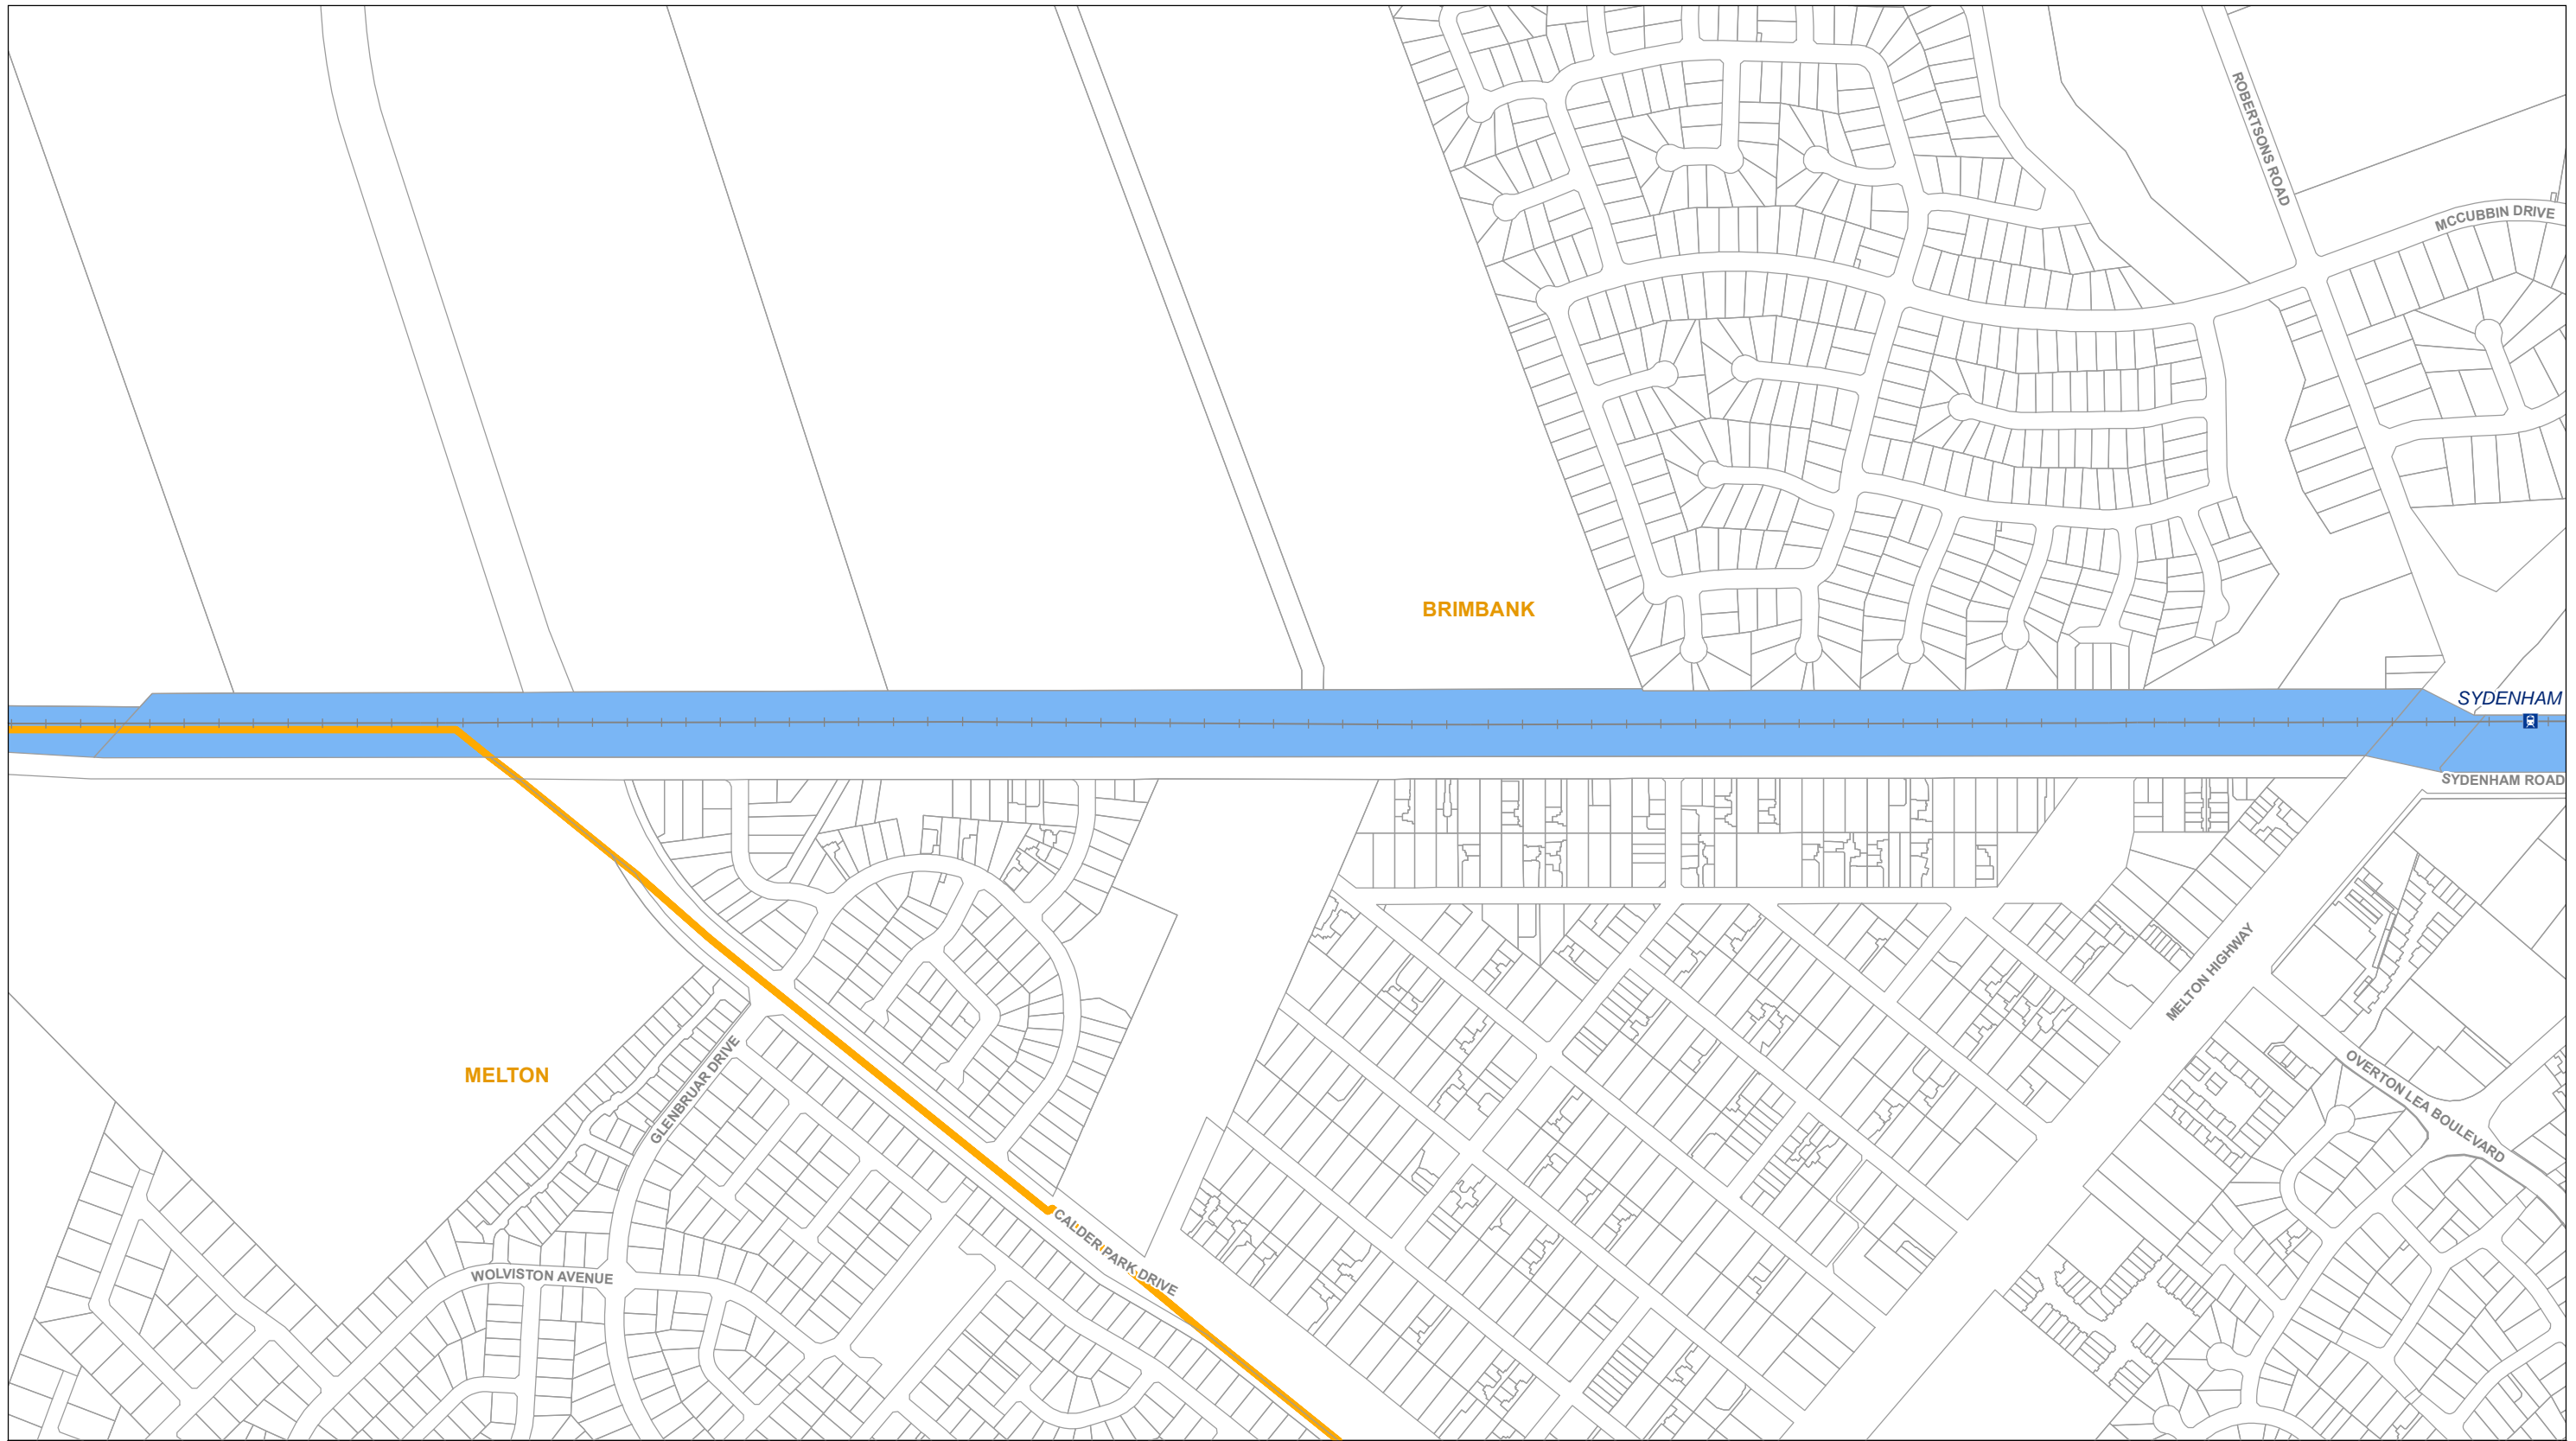 ROBERTSONS ROAD
MCCUBBIN DRIVE
BRIMBANK
SYDENHAM
SYDENHAM ROAD
MELTON HIGHWAY
GLENBRUAR DRIVE
MELTON
OVERTON LEA BOULEVARD
CALDER PARK DRIVE
WOLVISTON AVENUE